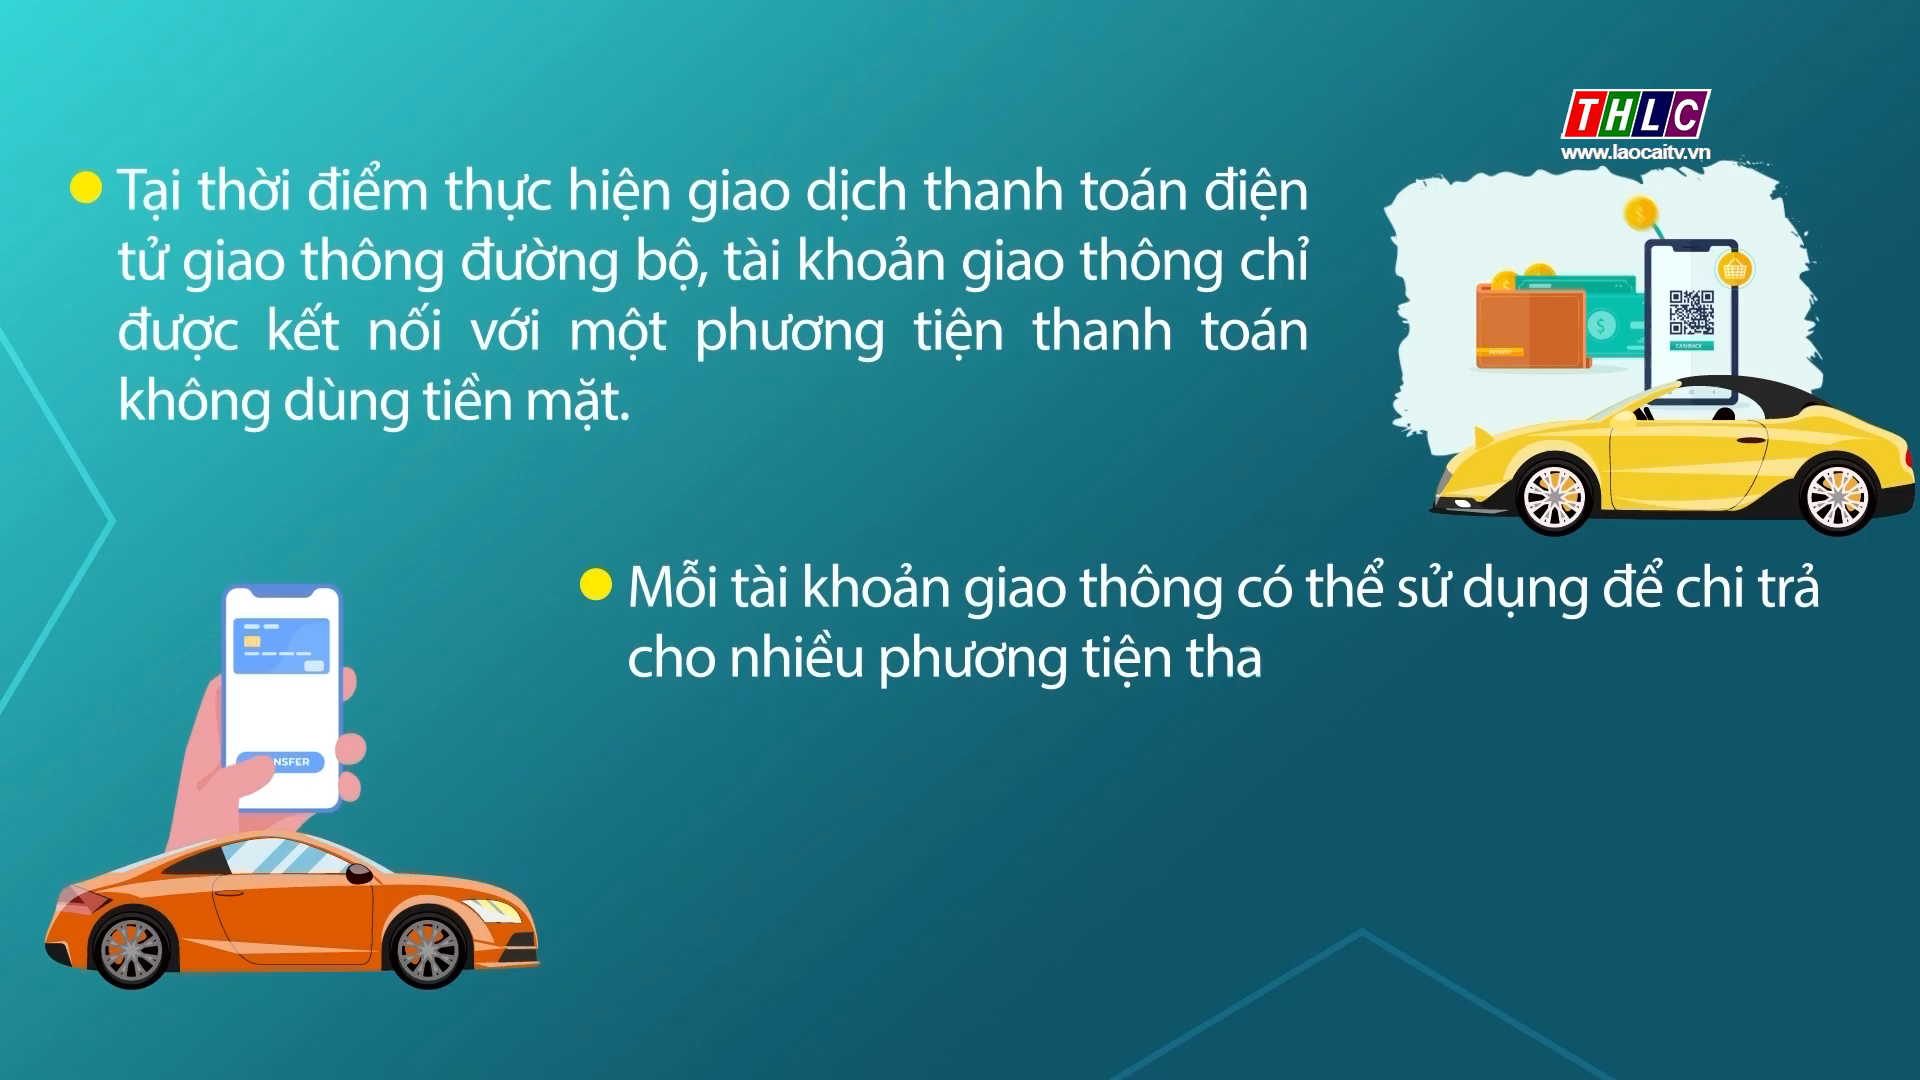 THLC
www.laocaitv.vn
Tại thời điểm thực hiện giao dịch thanh toán điện
tử giao thông đường bộ, tài khoản giao thông chỉ
được kết nối với một phương tiện thanh toán
không dùng tiền mặt.
CASHBACK
Mỗi tài khoản giao thông có thể sử dụng để chi trả
cho nhiều phương tiện tha
NSFER